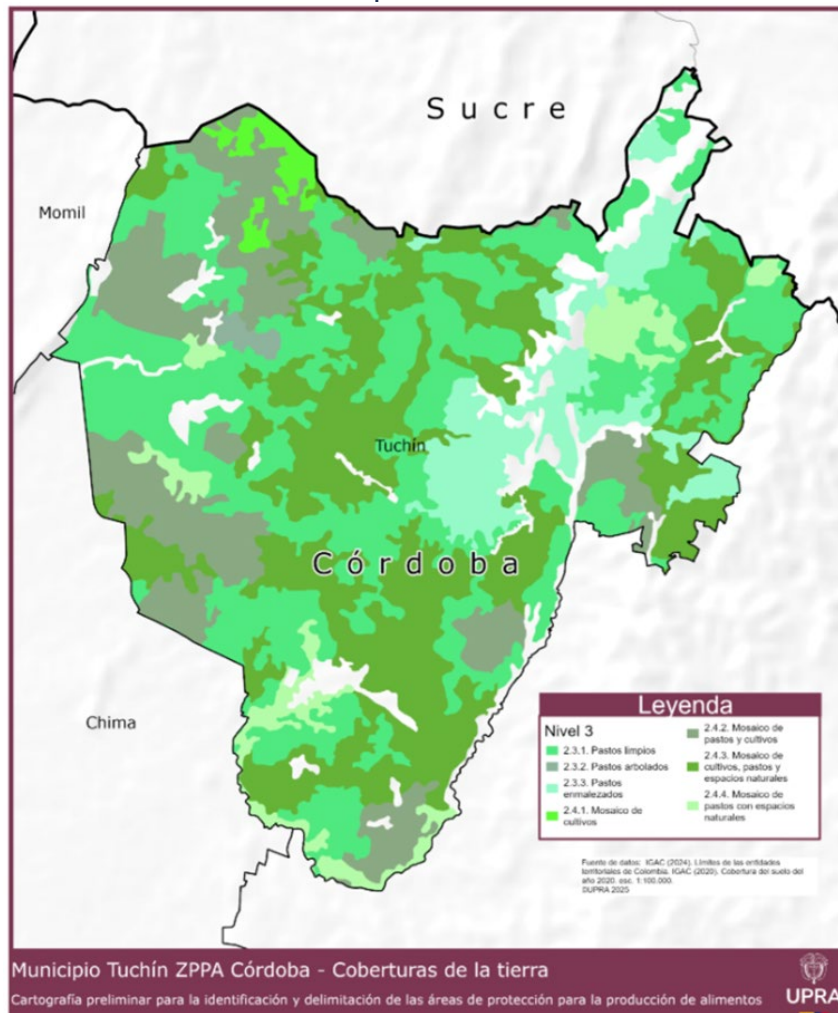 Sucre
Momil
Tuchín
Córdoba
Chima
Leyenda
Nivel 3
2.3.1. Pastos limpios
2.3.2. Pastos arbolados
2.3.3. Pastos
enmalezados
2.4.1. Mosaico de
cultivos
2.4.2. Mosaico de
pastos y cultivos
2.4.3. Mosaico de
cultivos, pastos y
espacios naturales
2.4.4. Mosaico de
pastos con espacios
naturales
Fuente de datos: IGAC (2024). Límites de las entidades
territoriales de Colombia. IGAC (2020). Cobertura del suelo del
año 2020. esc. 1:100.000.
DUPRA 2025
Municipio Tuchín ZPPA Córdoba - Coberturas de la tierra
Cartografía preliminar para la identificación y delimitación de las áreas de protección para la producción de alimentos
UPRA